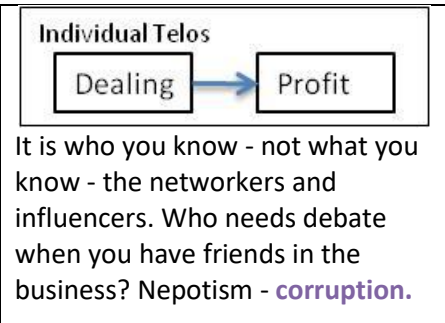 Individual Telos
Dealing Profit
It is who you know - not what you
know - the networkers and
influencers. Who needs debate
when you have friends in the
business? Nepotism - corruption.